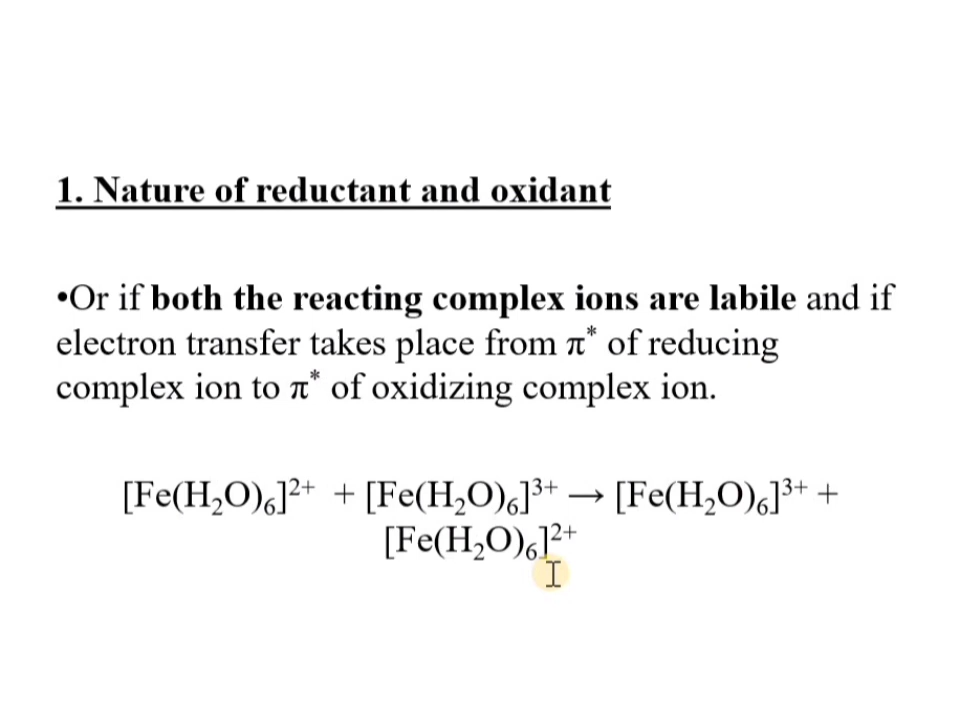 1. Nature of reductant and oxidant
•Or if both the reacting complex ions are labile and if
electron transfer takes place from π* of reducing
complex ion to π* of oxidizing complex ion.
[Fe(H₂O)₆]²⁺ + [Fe(H₂O)₆]³⁺ → [Fe(H₂O)₆]³⁺ +
[Fe(H₂O)₆]²⁺